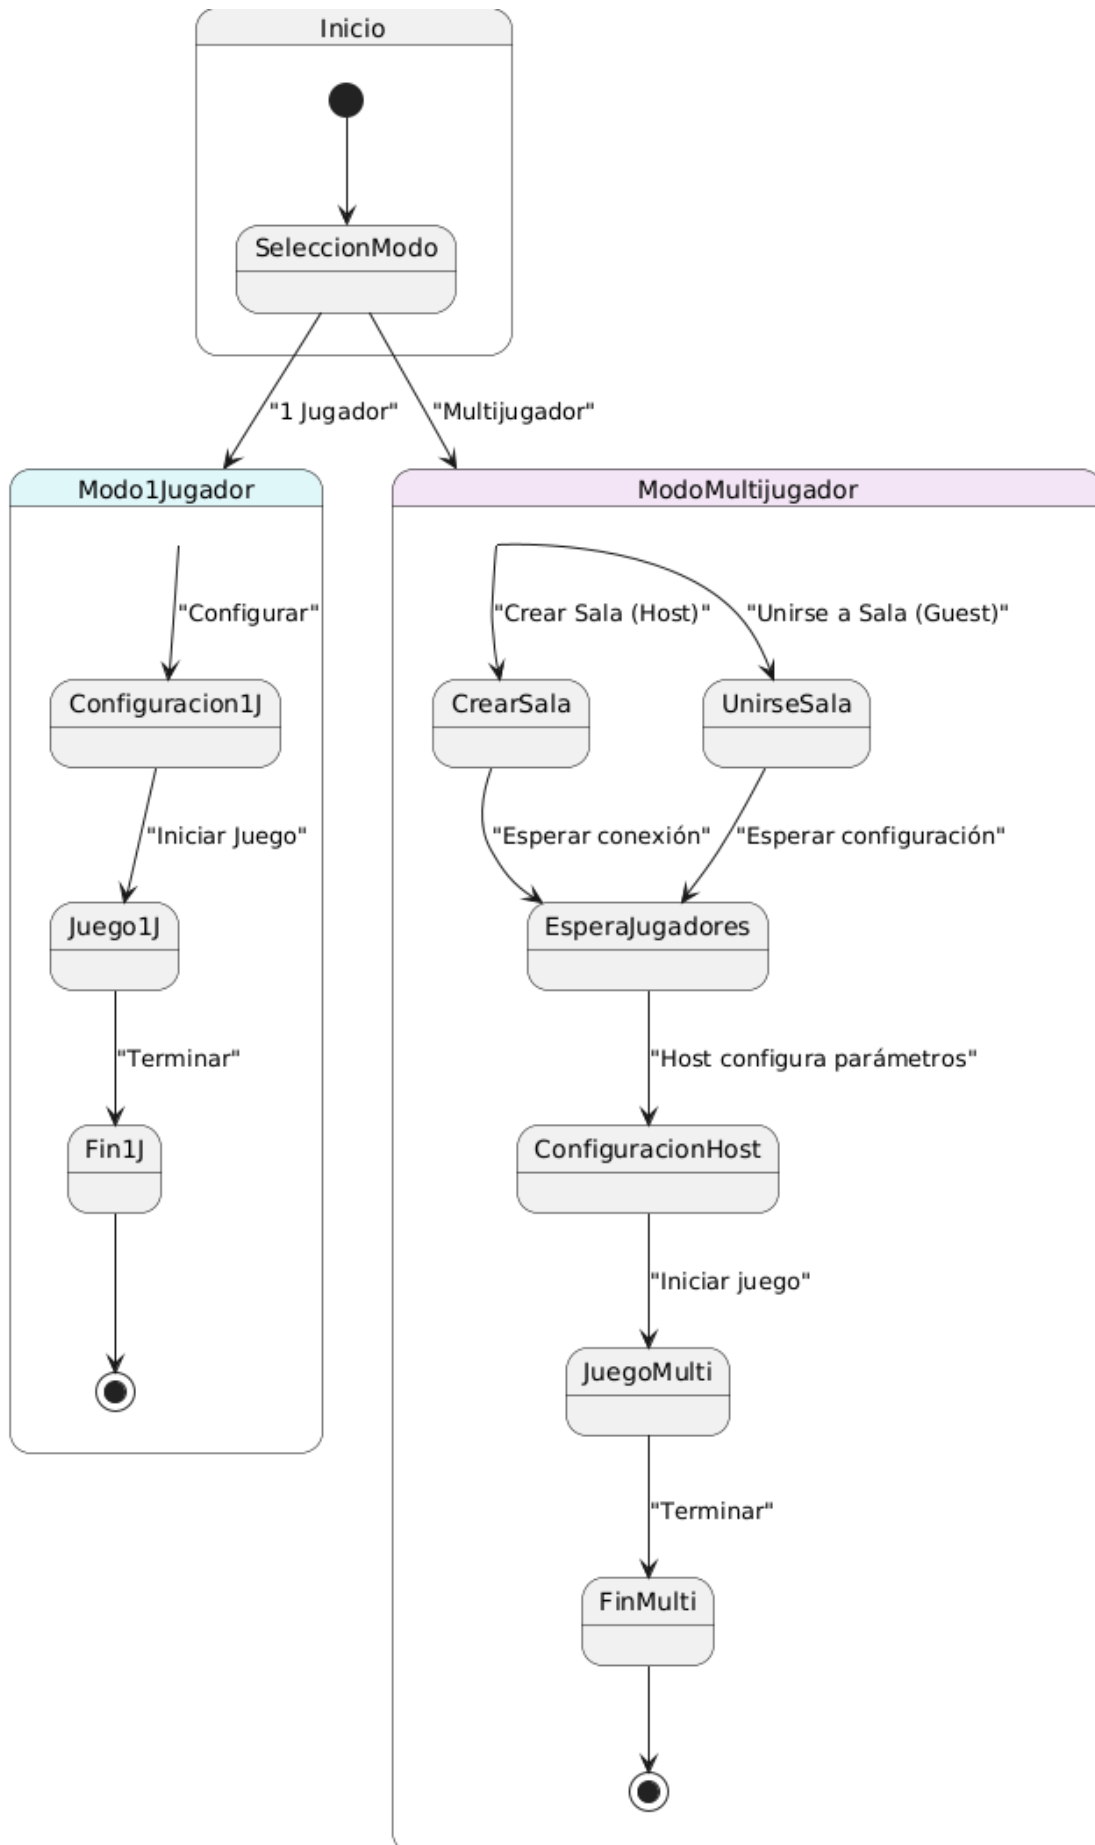 Inicio
SeleccionModo
"1 Jugador"
"Multijugador"
Modo1Jugador
"Configurar"
Configuracion1J
"Iniciar Juego"
Juego1J
"Terminar"
Fin1J
ModoMultijugador
"Crear Sala (Host)"
"Unirse a Sala (Guest)"
CrearSala
UnirseSala
"Esperar conexión"
"Esperar configuración"
EsperaJugadores
"Host configura parámetros"
ConfiguracionHost
"Iniciar juego"
JuegoMulti
"Terminar"
FinMulti